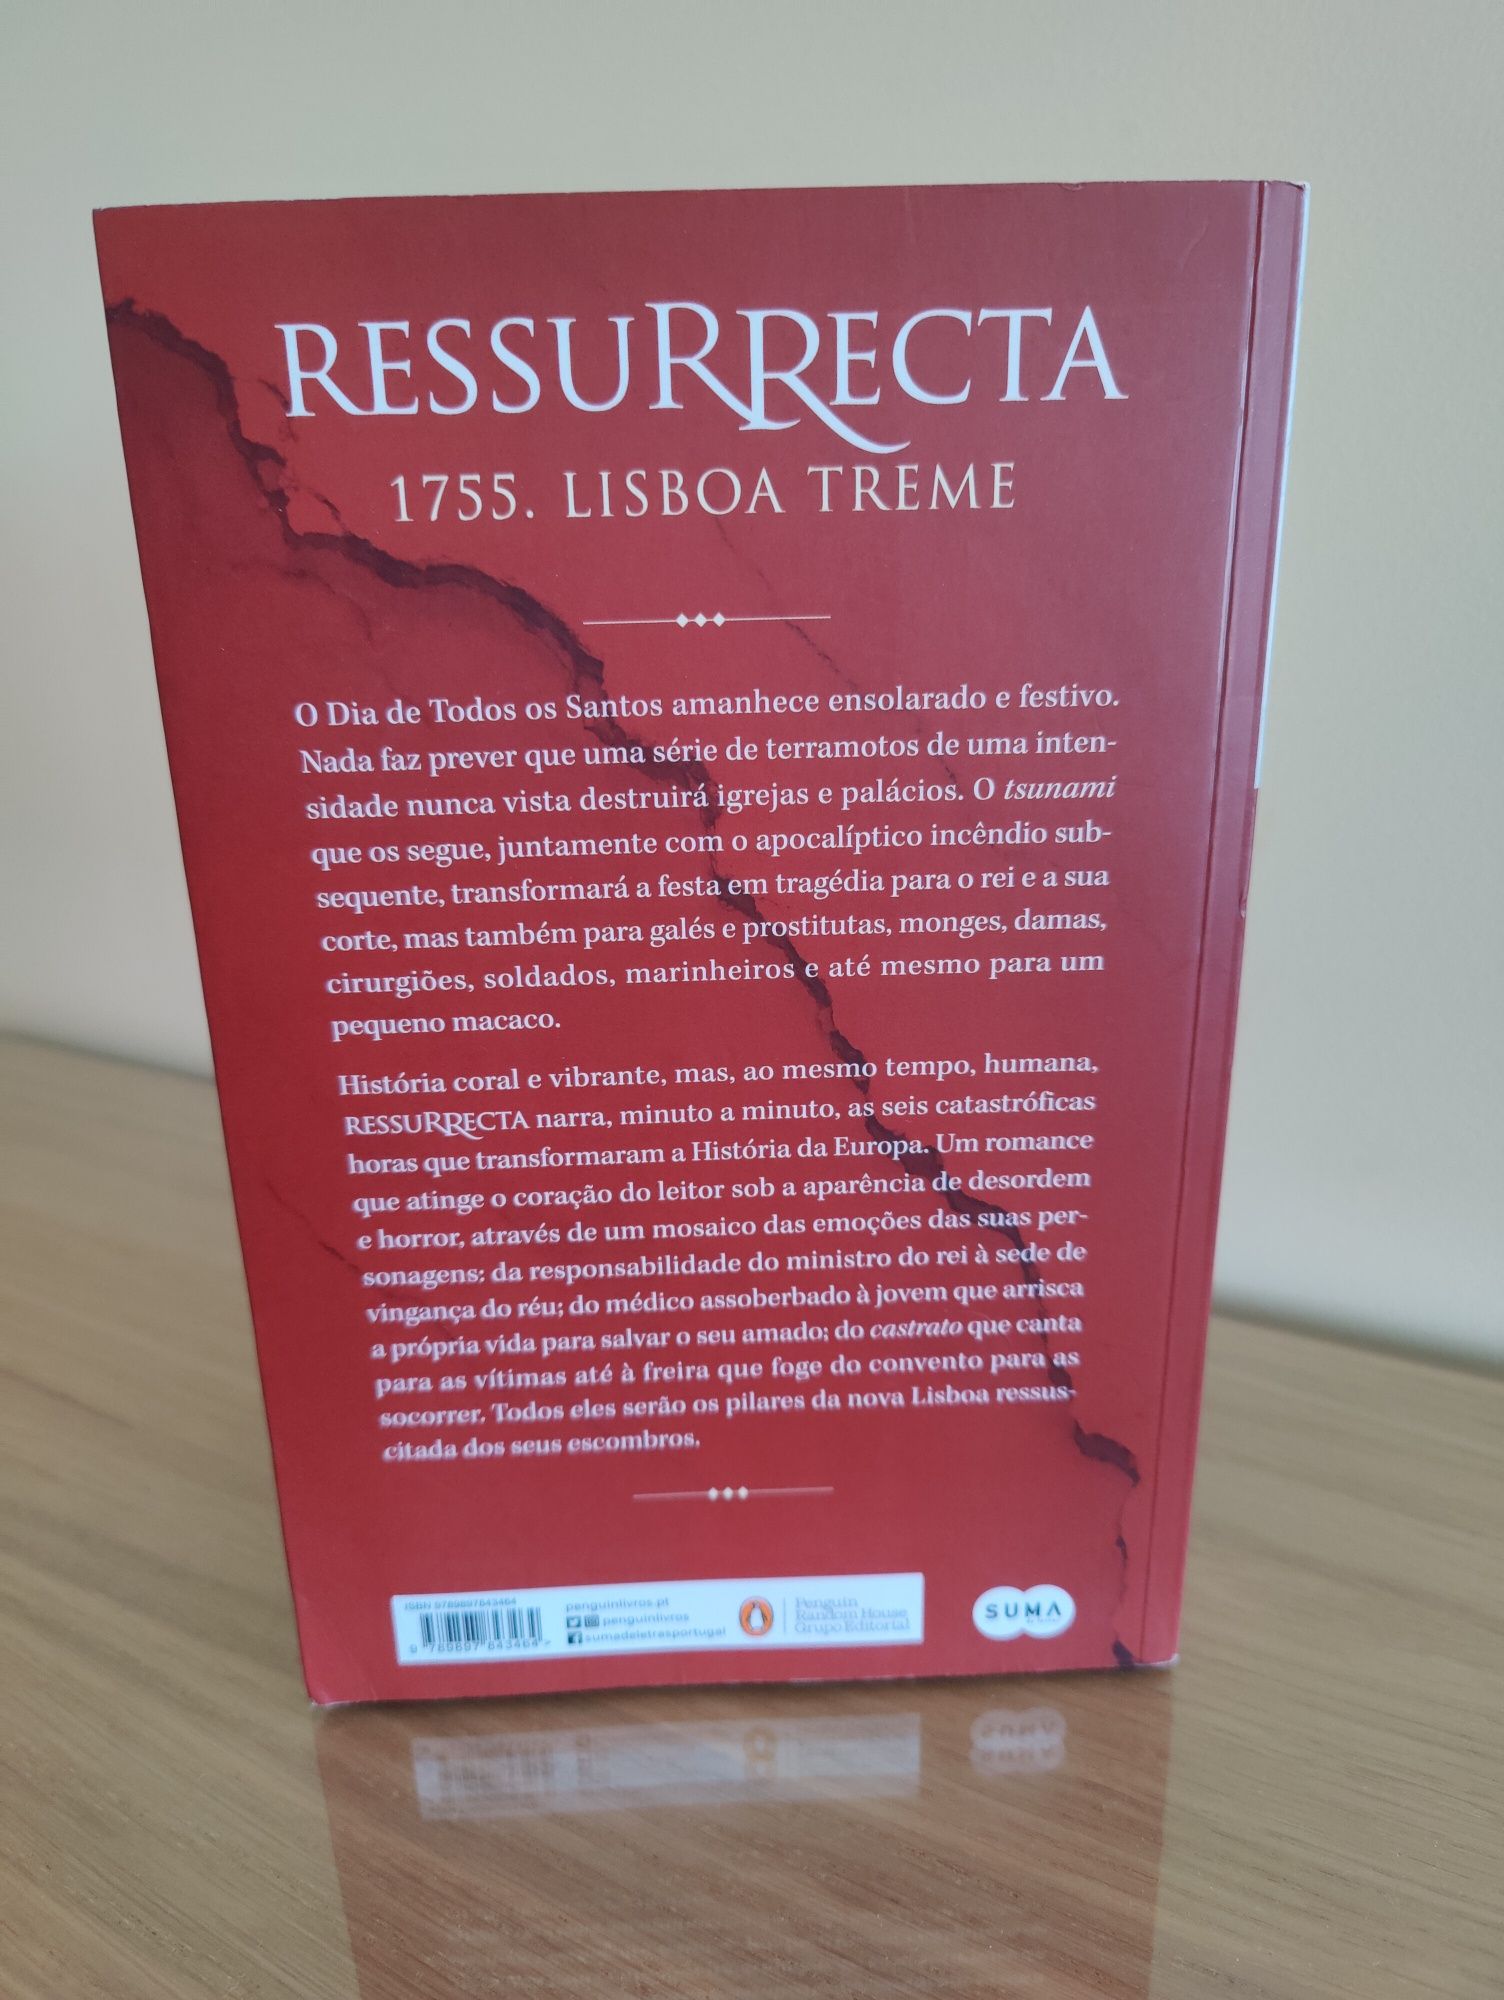 RESSURRECTA
1755. LISBOA TREME
O Dia de Todos os Santos amanhece ensolarado e festivo.
Nada faz prever que uma série de terramotos de uma inten-
sidade nunca vista destruirá igrejas e palácios. O tsunami
que os segue, juntamente com o apocalíptico incêndio sub-
sequente, transformará a festa em tragédia para o rei e a sua
corte, mas também para galés e prostitutas, monges, damas,
cirurgiões, soldados, marinheiros e até mesmo para um
pequeno macaco.
História coral e vibrante, mas, ao mesmo tempo, humana,
RESSURRECTA narra, minuto a minuto, as seis catastróficas
horas que transformaram a História da Europa. Um romance
que atinge o coração do leitor sob a aparência de desordem
e horror, através de um mosaico das emoções das suas per-
sonagens: da responsabilidade do ministro do rei à sede de
vingança do réu; do médico assoberbado à jovem que arrisca
a própria vida para salvar o seu amado; do castrato que canta
para as vítimas até à freira que foge do convento para as
socorrer. Todos eles serão os pilares da nova Lisboa ressus-
citada dos seus escombros.
ISBN 9789897843464
9 789897 843464
penguinlivros.pt
penguinlivros
sumadeletrasportugal
Penguin
Random House
Grupo Editorial
SUMA